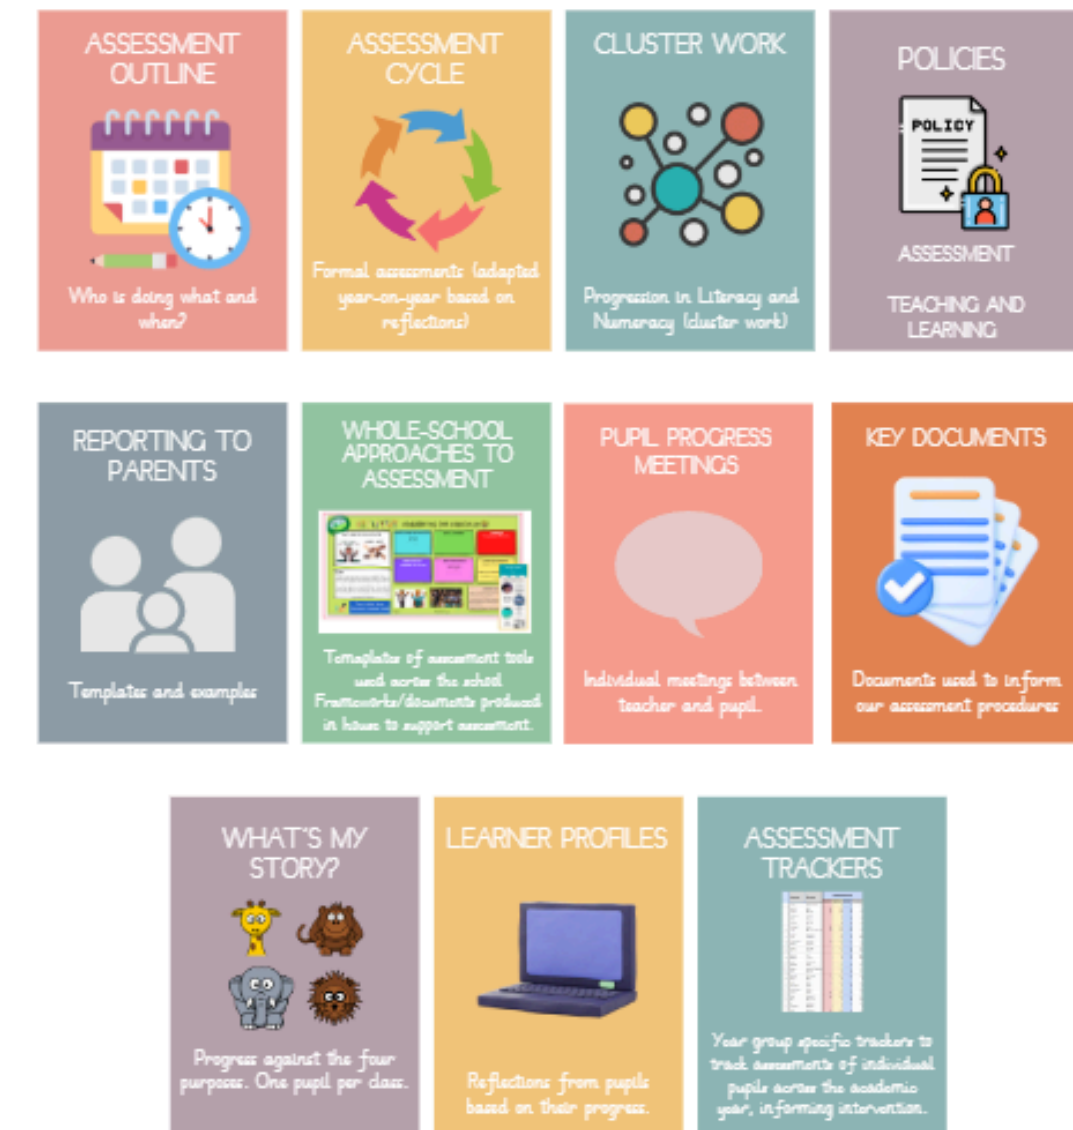 ASSESSMENT
OUTLINE
Who is doing what and
when?
ASSESSMENT
CYCLE
Formal assessments (adapted
year-on-year based on
reflections)
CLUSTER WORK
Progression in Literacy and
Numeracy (cluster work)
POLICIES
POLICY
ASSESSMENT
TEACHING AND
LEARNING
REPORTING TO
PARENTS
Templates and examples
WHOLE-SCHOOL
APPROACHES TO
ASSESSMENT
Temaplates of assessment tools
used across the school
Frameworks/documents produced
in house to support assessment.
PUPIL PROGRESS
MEETINGS
Individual meetings between
teacher and pupil.
KEY DOCUMENTS
Documents used to inform
our assessment procedures
WHAT'S MY
STORY?
Progress against the four
purposes. One pupil per class.
LEARNER PROFILES
Reflections from pupils
based on their progress.
ASSESSMENT
TRACKERS
Year group specific trackers to
track assessments of individual
pupils across the academic
year, informing intervention.